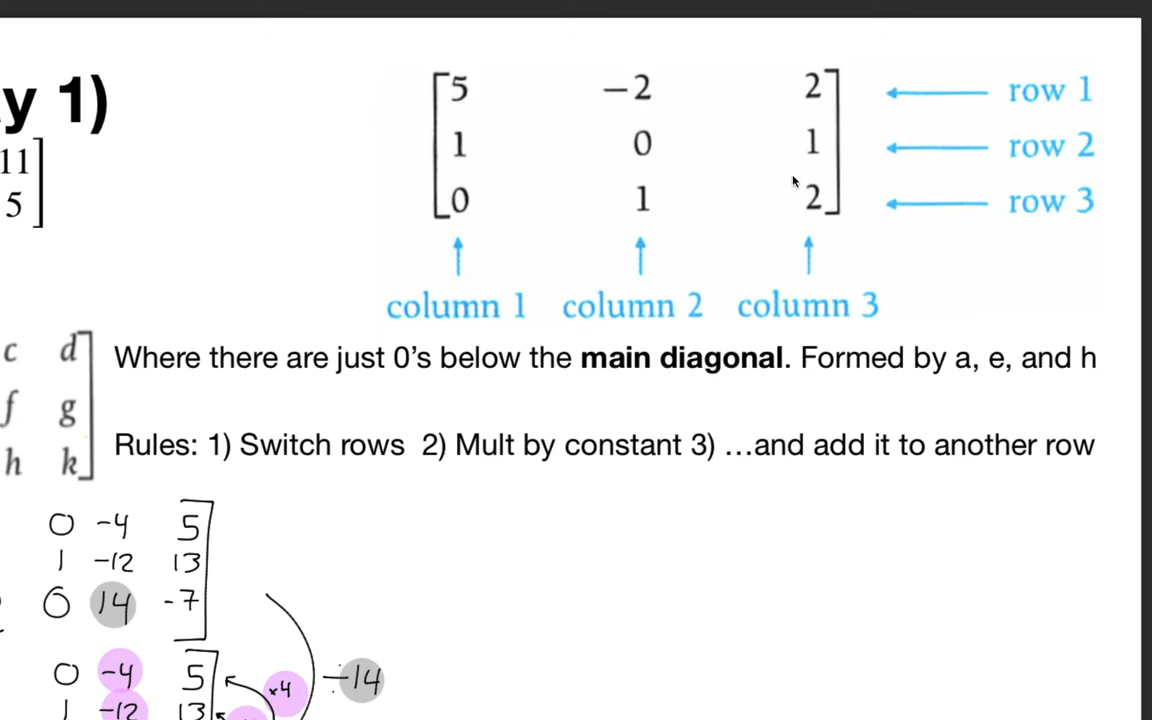 y 1)
11
5
5 −2 2 row 1
1 0 1 row 2
0 1 2 row 3
column 1 column 2 column 3
c d
f g
h k
Where there are just 0’s below the main diagonal. Formed by a, e, and h
Rules: 1) Switch rows 2) Mult by constant 3) …and add it to another row
0 -4 5
1 -12 13
0 14 -7
÷14
0 -4 5
×4
1 -12 13